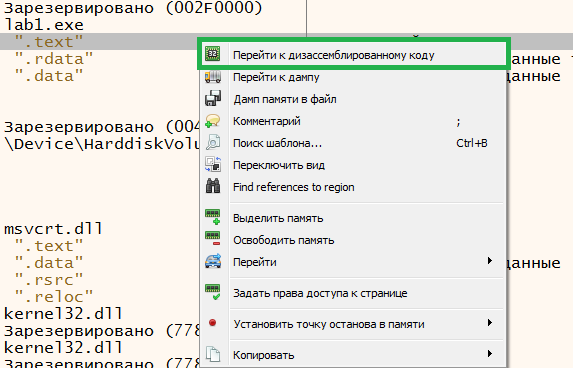 Зарезервировано (002F0000)
lab1.exe
".text"
".rdata"
".data"
данные
данные
Зарезервировано (004
\Device\HarddiskVolu
msvcrt.dll
".text"
".data"
данные
".rsrc"
".reloc"
kernel32.dll
Зарезервировано (778
kernel32.dll
Зарезервировано (778
Перейти к дизассемблированному коду
Перейти к дампу
Дамп памяти в файл
Комментарий ;
Поиск шаблона... Ctrl+B
Переключить вид
Find references to region
Выделить память
Освободить память
Перейти
Задать права доступа к странице
Установить точку останова в памяти
Копировать